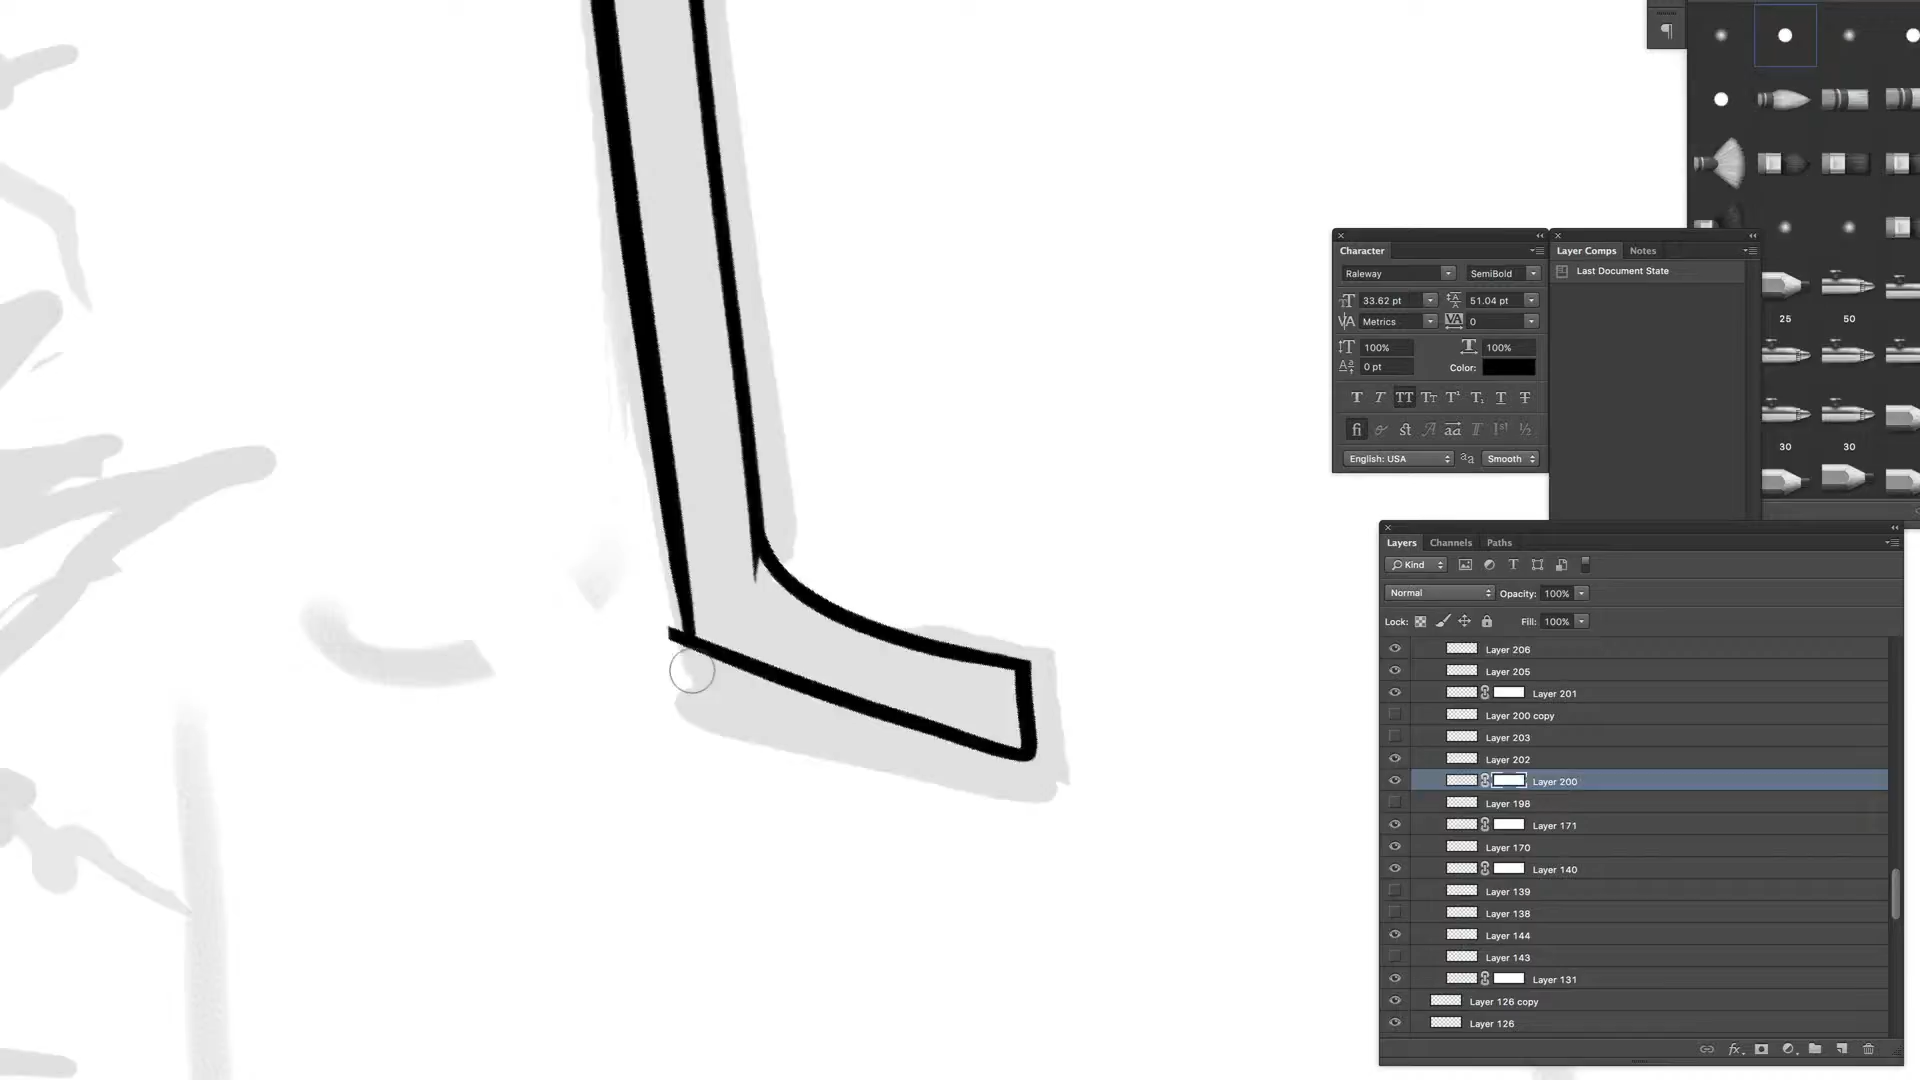 Character
Layer Comps Notes
Raleway SemiBold
Last Document State
33.62 pt 51.04 pt
Metrics 0
25 50
100% 100%
0 pt Color:
30 30
English: USA Smooth
Layers Channels Paths
Kind
Normal Opacity: 100%
Lock: Fill: 100%
Layer 206
Layer 205
Layer 201
Layer 200 copy
Layer 203
Layer 202
Layer 200
Layer 198
Layer 171
Layer 170
Layer 140
Layer 139
Layer 138
Layer 144
Layer 143
Layer 131
Layer 126 copy
Layer 126